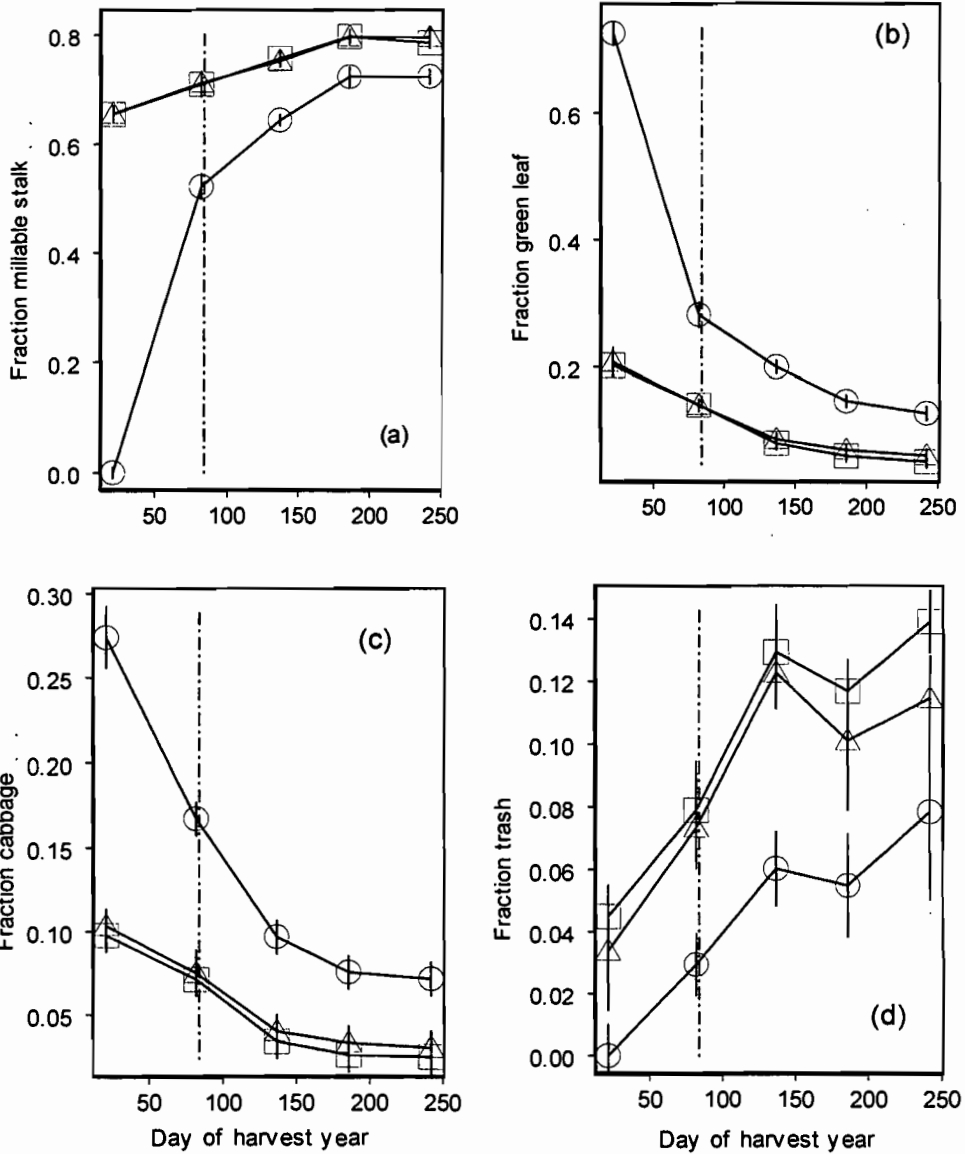 Fraction millable stalk
0.8
0.6
0.4
0.2
0.0
(a)
50 100 150 200 250
Fraction green leaf
0.6
0.4
0.2
(b)
50 100 150 200 250
Fraction cabbage
0.30
0.25
0.20
0.15
0.10
0.05
(c)
50 100 150 200 250
Day of harvest year
Fraction trash
0.14
0.12
0.10
0.08
0.06
0.04
0.02
0.00
(d)
50 100 150 200 250
Day of harvest year